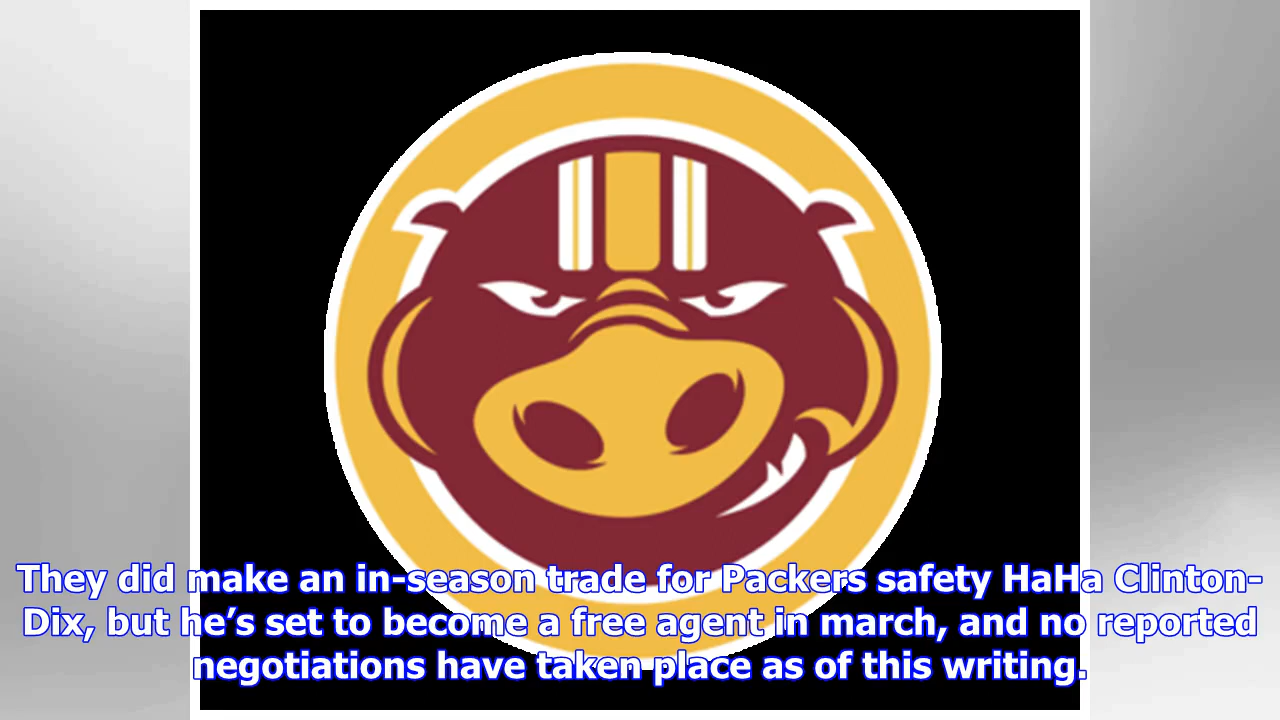 They did make an in-season trade for Packers safety HaHa Clinton-
Dix, but he’s set to become a free agent in march, and no reported
negotiations have taken place as of this writing.